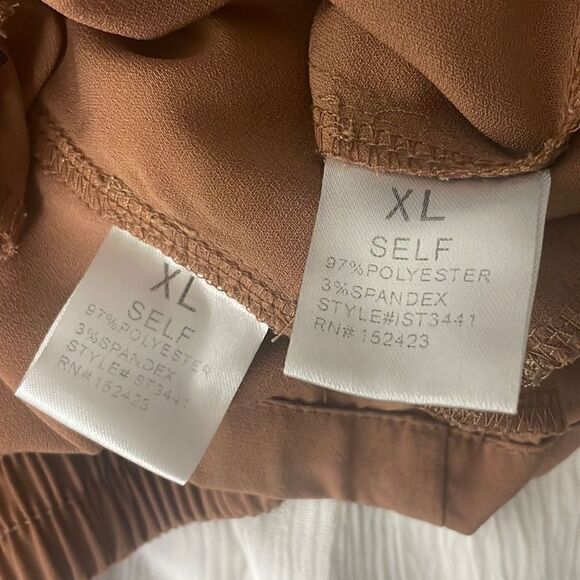 XL
SELF
97%POLYESTER
3%SPANDEX
STYLE#IST3441
RN# 152423
XL
SELF
97%POLYESTER
3%SPANDEX
STYLE#IST3441
RN# 152423